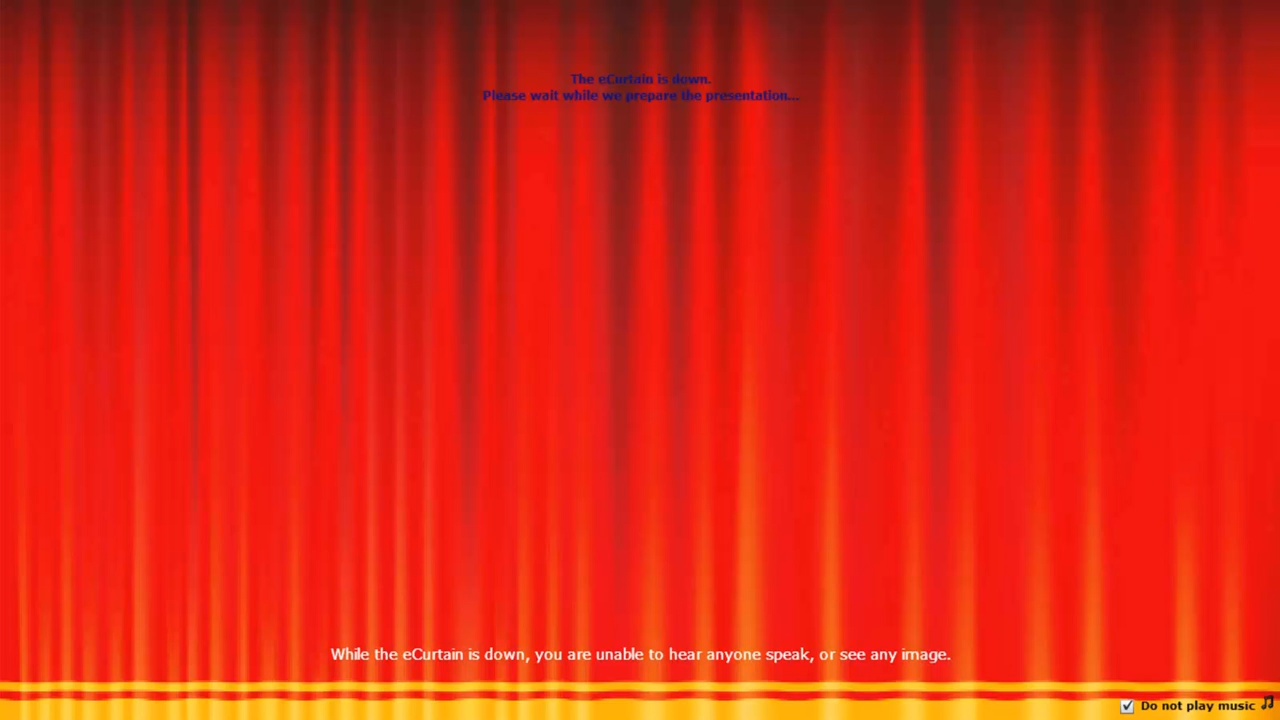 The eCurtain is down.
Please wait while we prepare the presentation...
While the eCurtain is down, you are unable to hear anyone speak, or see any image.
Do not play music